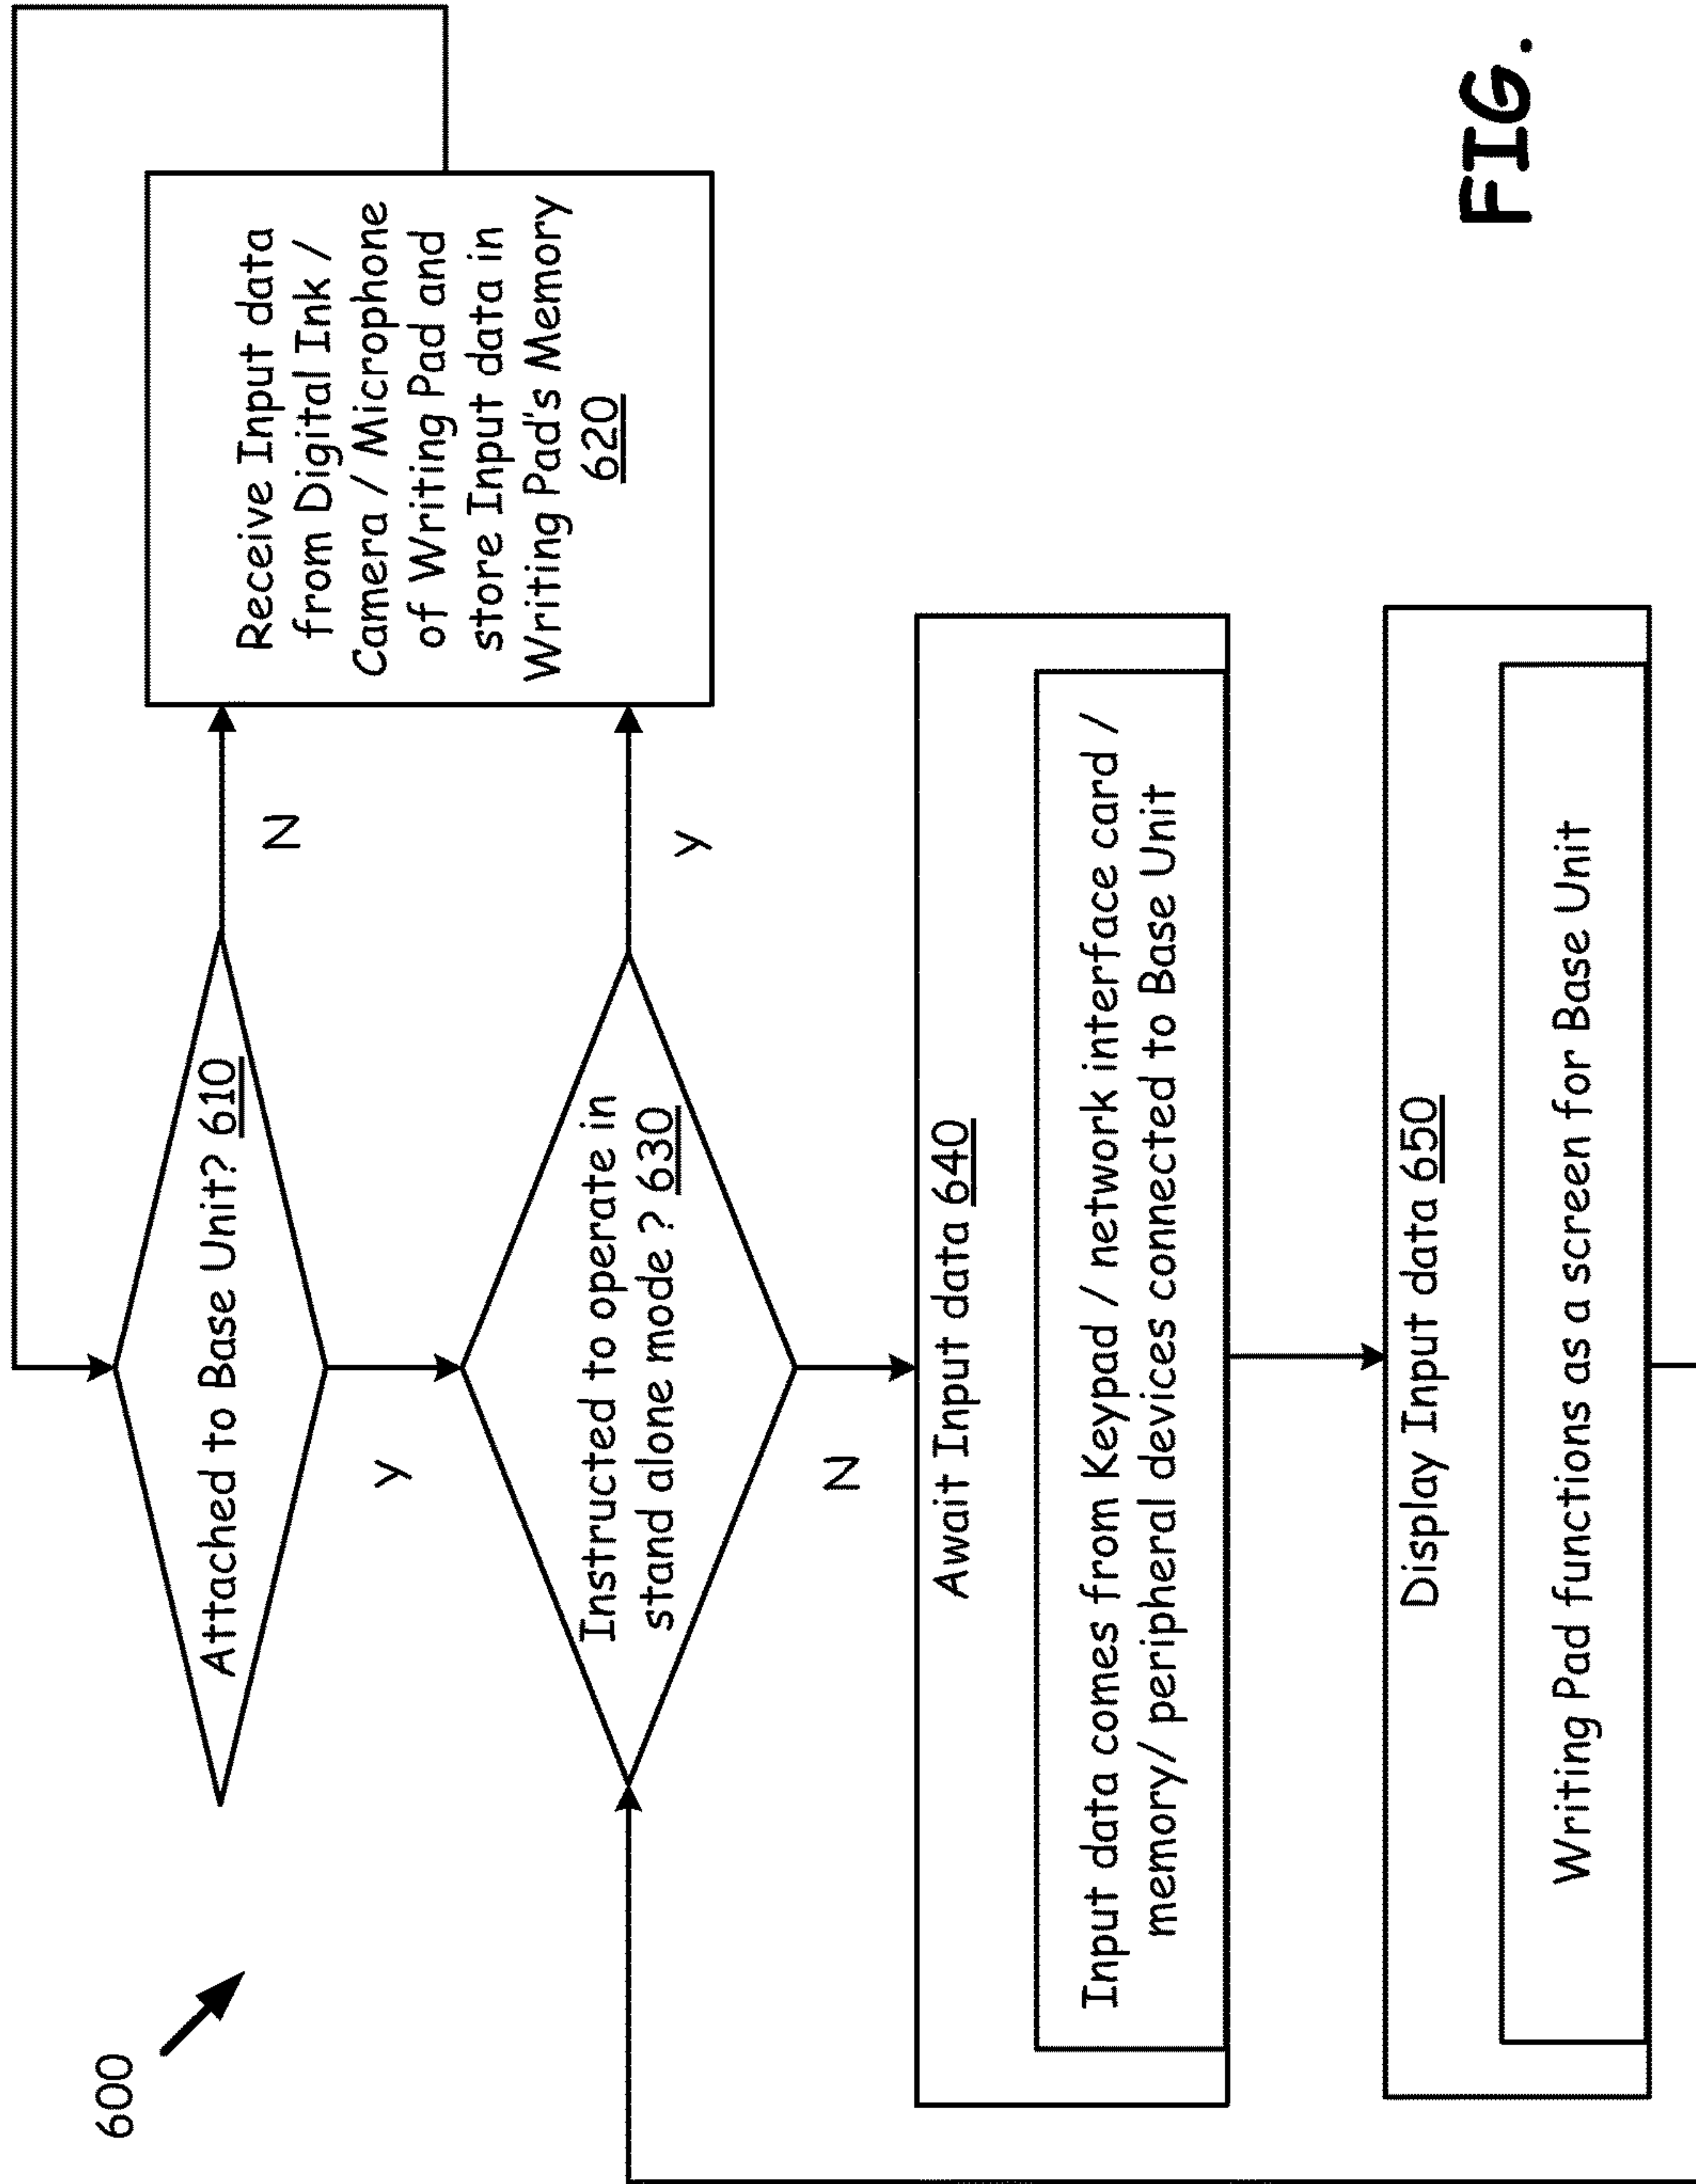 600
Attached to Base Unit? 610
N
Y
Receive Input data
from Digital Ink /
Camera / Microphone
of Writing Pad and
store Input data in
Writing Pad's Memory
620
Instructed to operate in
stand alone mode ? 630
Y
N
Await Input data 640
Input data comes from Keypad / network interface card /
memory/ peripheral devices connected to Base Unit
Display Input data 650
Writing Pad functions as a screen for Base Unit
FIG.